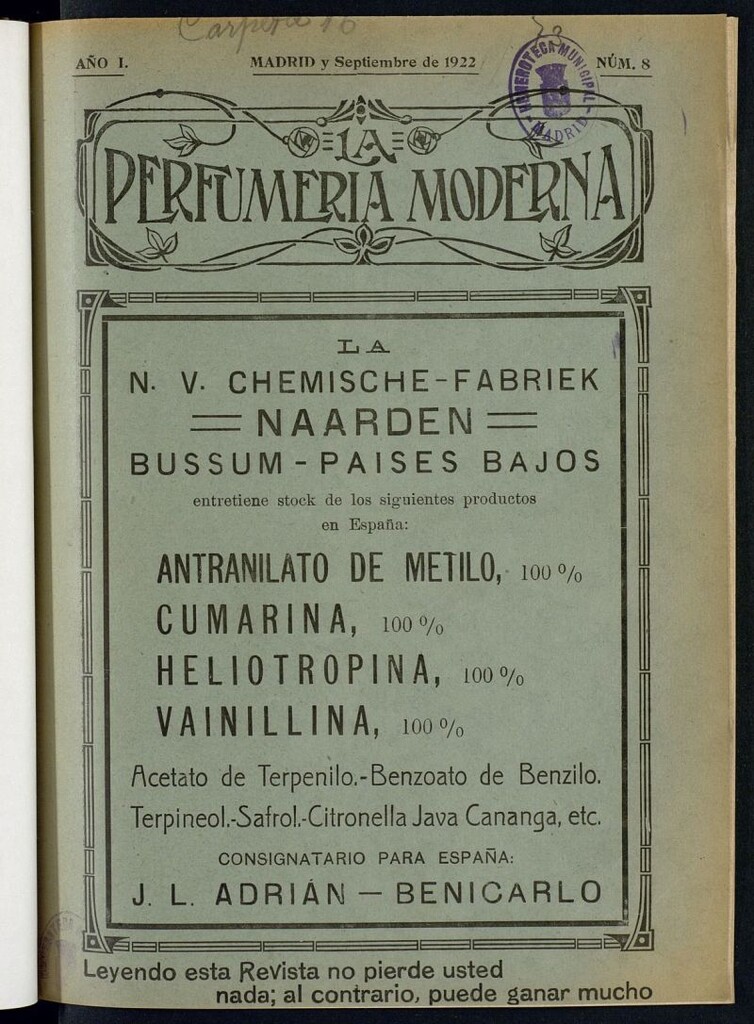 Carpeta 16
AÑO I.
MADRID y Septiembre de 1922
NÚM. 8
HEMEROTECA MUNICIPAL
MADRID
LA
PERFUMERIA MODERNA
LA
N. V. CHEMISCHE-FABRIEK
NAARDEN
BUSSUM - PAISES BAJOS
entretiene stock de los siguientes productos
en España:
ANTRANILATO DE METILO, 100 %
CUMARINA, 100 %
HELIOTROPINA, 100 %
VAINILLINA, 100 %
Acetato de Terpenilo.-Benzoato de Benzilo.
Terpineol.-Safrol.-Citronella Java Cananga, etc.
CONSIGNATARIO PARA ESPAÑA:
J. L. ADRIÁN — BENICARLO
Leyendo esta Revista no pierde usted
nada; al contrario, puede ganar mucho